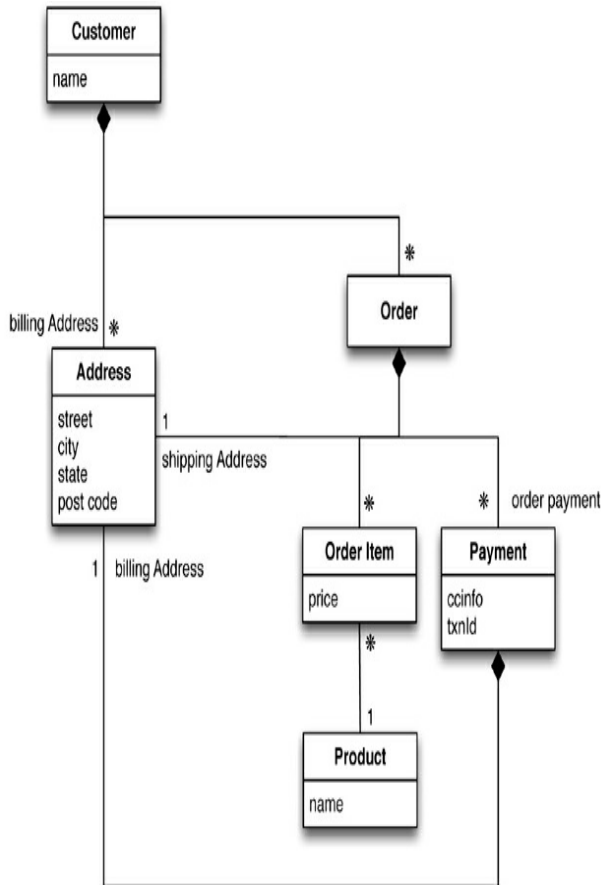 Customer
name
*
Order
billing Address *
Address
street
city
state
post code
1
shipping Address
*
* order payment
Order Item
price
Payment
ccinfo
txnId
1 billing Address
*
1
Product
name